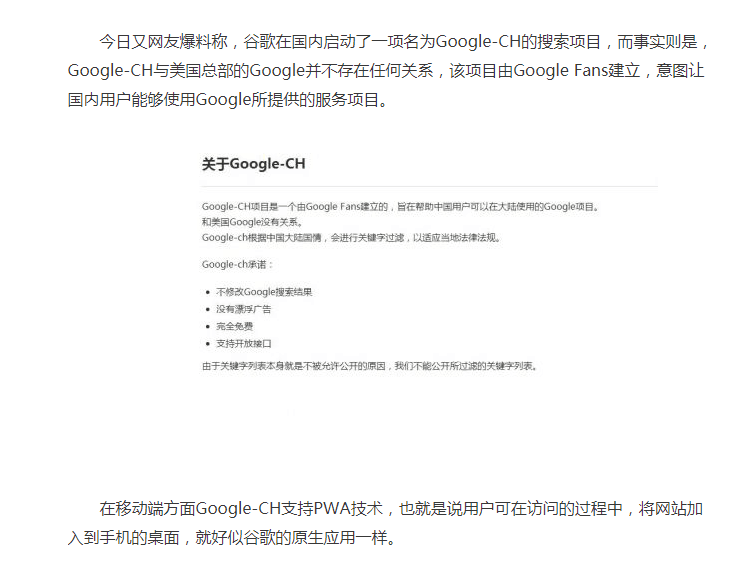 今日又网友爆料称，谷歌在国内启动了一项名为Google-CH的搜索项目，而事实则是，
Google-CH与美国总部的Google并不存在任何关系，该项目由Google Fans建立，意图让
国内用户能够使用Google所提供的服务项目。
关于Google-CH
Google-CH项目是一个由Google Fans建立的，旨在帮助中国用户可以在大陆使用的Google项目。
和美国Google没有关系。
Google-ch根据中国大陆国情，会进行关键字过滤，以适应当地法律法规。
Google-ch承诺：
• 不修改Google搜索结果
• 没有漂浮广告
• 完全免费
• 支持开放接口
由于关键字列表本身就是不被允许公开的原因，我们不能公开所过滤的关键字列表。
在移动端方面Google-CH支持PWA技术，也就是说用户可在访问的过程中，将网站加
入到手机的桌面，就好似谷歌的原生应用一样。